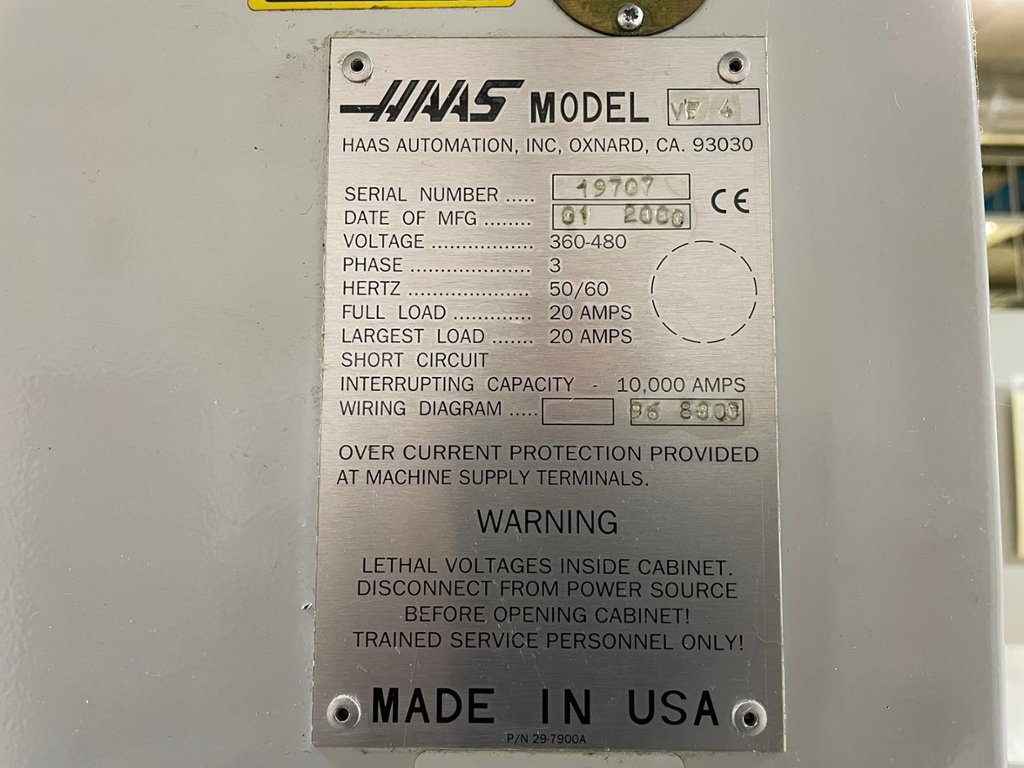 HAAS MODEL VF 4
HAAS AUTOMATION, INC, OXNARD, CA. 93030
SERIAL NUMBER ..... 19707
DATE OF MFG ........ 01 2000
CE
VOLTAGE ................. 360-480
PHASE .................... 3
HERTZ .................... 50/60
FULL LOAD ............. 20 AMPS
LARGEST LOAD ....... 20 AMPS
SHORT CIRCUIT
INTERRUPTING CAPACITY - 10,000 AMPS
WIRING DIAGRAM ..... 96 8000
OVER CURRENT PROTECTION PROVIDED
AT MACHINE SUPPLY TERMINALS.
WARNING
LETHAL VOLTAGES INSIDE CABINET.
DISCONNECT FROM POWER SOURCE
BEFORE OPENING CABINET!
TRAINED SERVICE PERSONNEL ONLY!
MADE IN USA
P/N 29-7900A